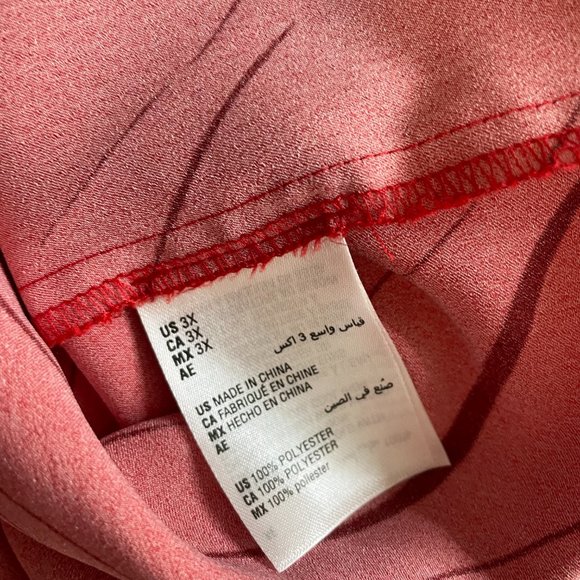 US 3X
CA 3X
MX 3X
AE قياس واسع 3 اكس
US MADE IN CHINA
CA FABRIQUÉ EN CHINE
MX HECHO EN CHINA
AE صنع في الصين
US 100% POLYESTER
CA 100% POLYESTER
MX 100% poliester